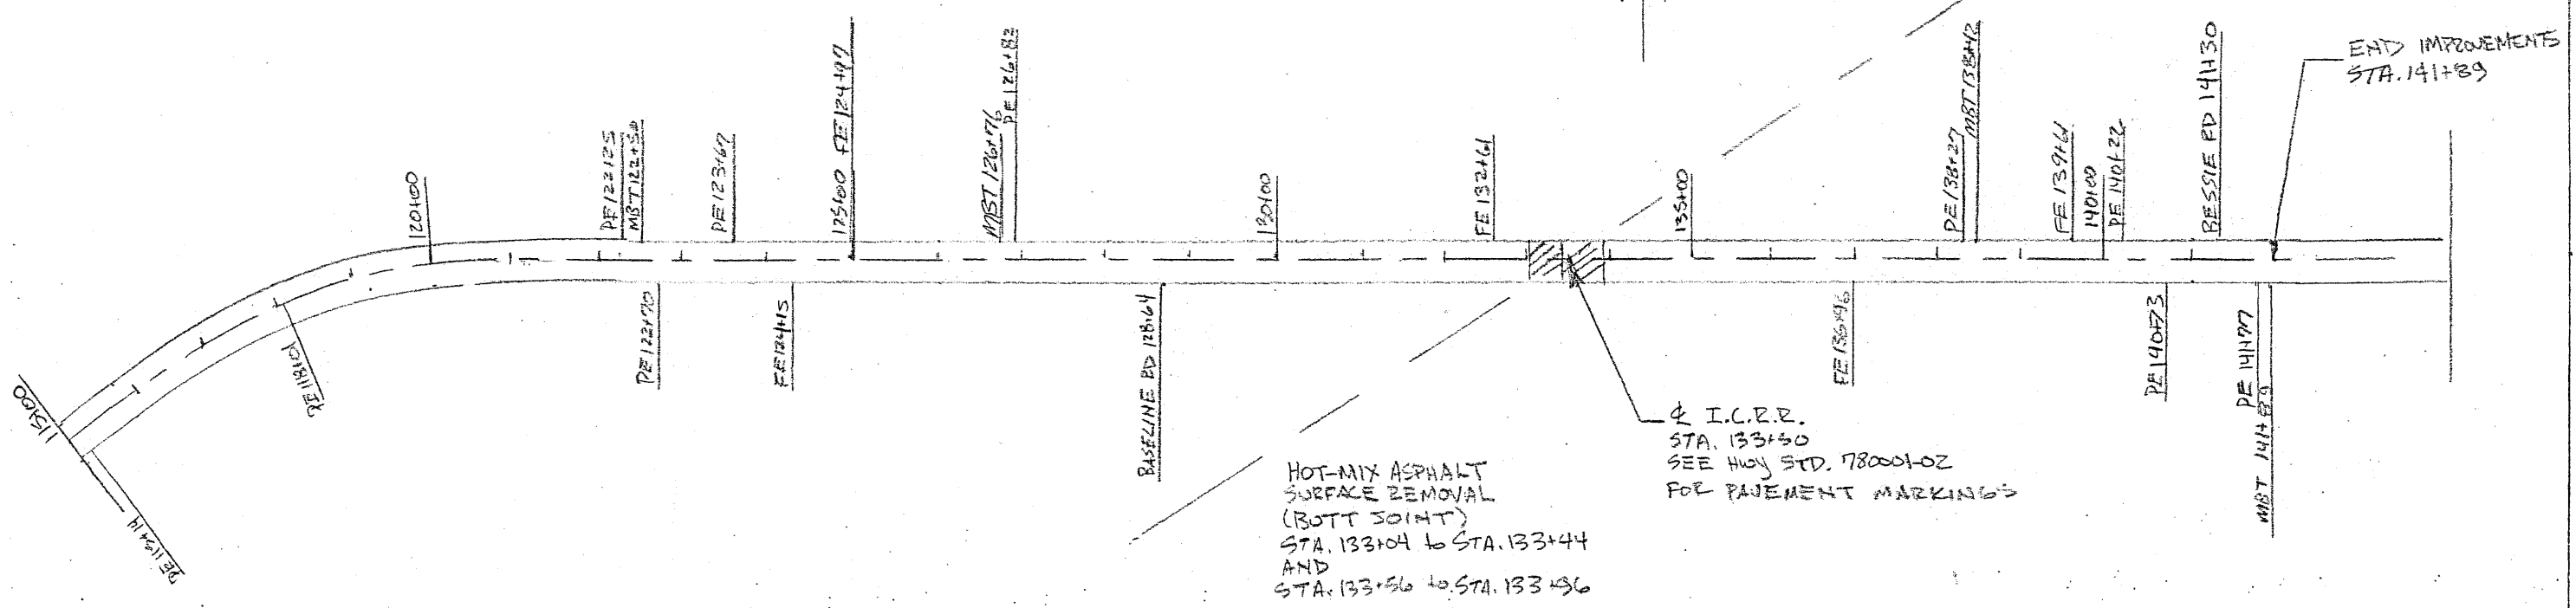 115+00
PE 115+14
PE 118+01
120+00
PE 122+25
MBT 122+50
PE 122+70
PE 123+67
FE 124+15
125+00 FE 124+97
MBT 126+76
PE 126+83
BASELINE RD 128+64
130+00
FE 132+61
HOT-MIX ASPHALT
SURFACE REMOVAL
(BUTT JOINT)
STA. 133+04 to STA. 133+44
AND
STA. 133+56 to STA. 133+96
℄ I.C.R.R.
STA. 133+50
SEE HWY STD. 780001-02
FOR PAVEMENT MARKINGS
135+00
FE 136+96
PE 138+27
MBT 138+42
FE 139+61
140+00
PE 140+22
PE 140+73
BESSIE RD 141+30
PE 141+77
MBT 141+89
END IMPROVEMENTS
STA. 141+89